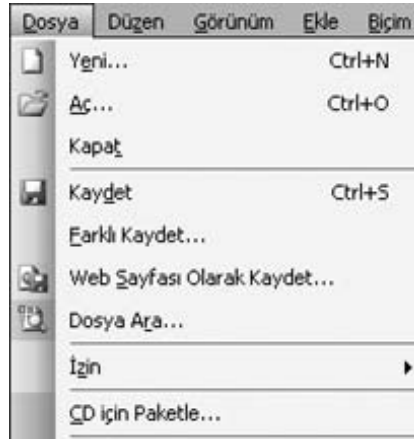 Dosya Düzen Görünüm Ekle Biçim
Yeni... Ctrl+N
Aç... Ctrl+O
Kapat
Kaydet Ctrl+S
Farklı Kaydet...
Web Sayfası Olarak Kaydet...
Dosya Ara...
İzin
CD için Paketle...